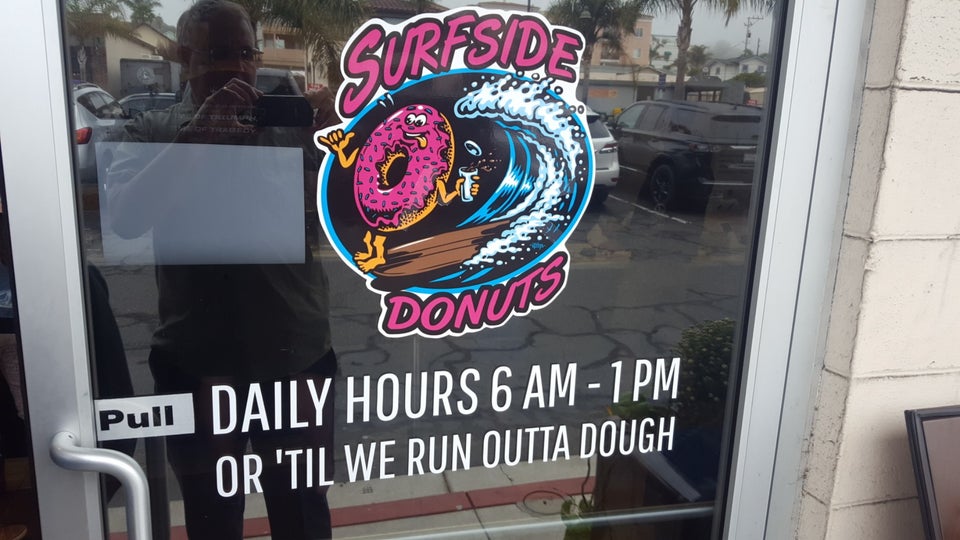 SURFSIDE
DONUTS
Pull
DAILY HOURS 6 AM - 1 PM
OR 'TIL WE RUN OUTTA DOUGH